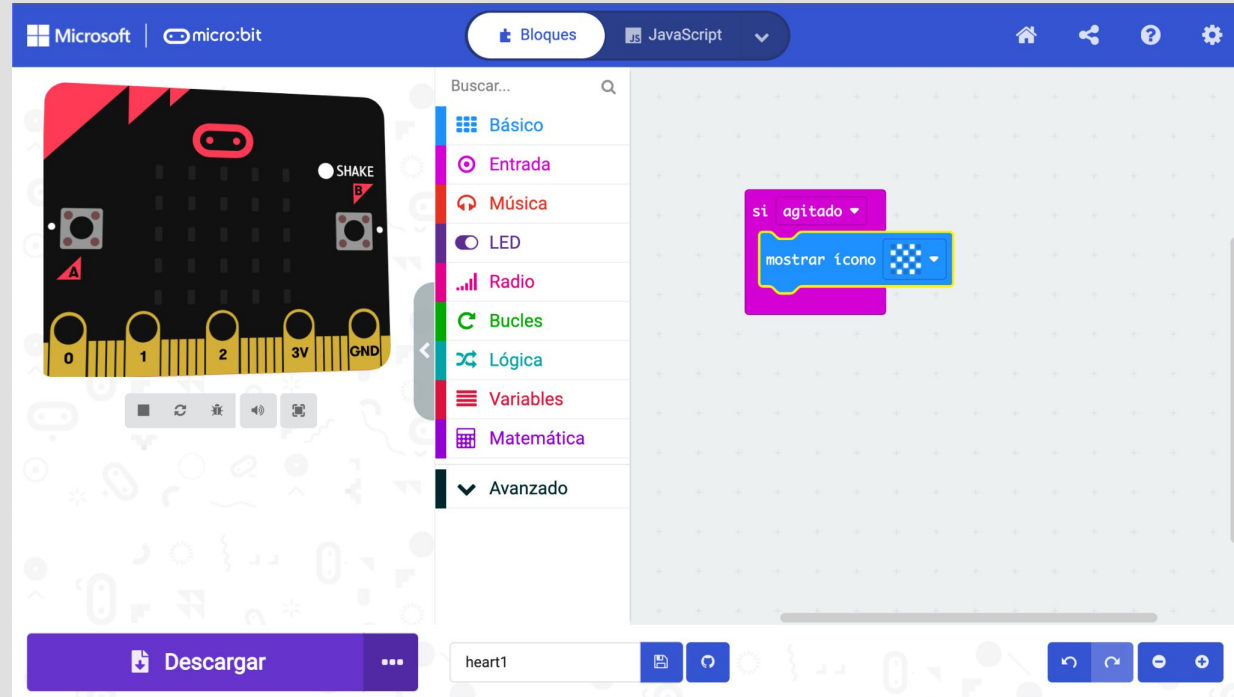 Microsoft micro:bit
Bloques
JS JavaScript
SHAKE
B
A
0 1 2 3V GND
Buscar...
Básico
Entrada
Música
LED
Radio
Bucles
Lógica
Variables
Matemática
Avanzado
si agitado
mostrar ícono
Descargar
heart1